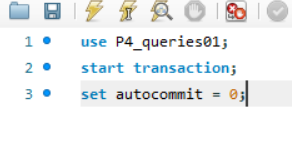 1 use P4_queries01;
2 start transaction;
3 set autocommit = 0;